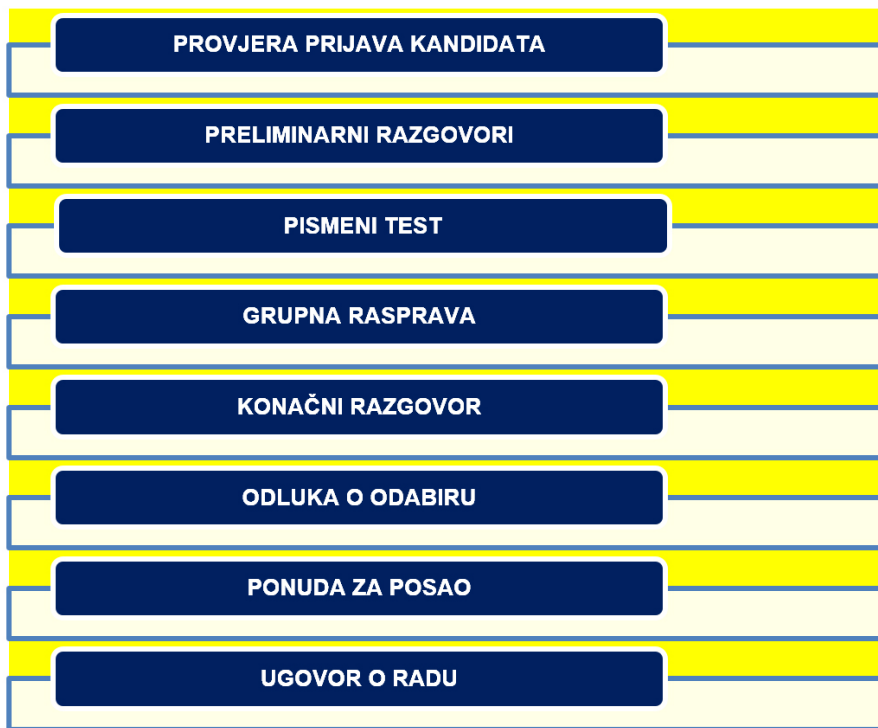 PROVJERA PRIJAVA KANDIDATA
PRELIMINARNI RAZGOVORI
PISMENI TEST
GRUPNA RASPRAVA
KONAČNI RAZGOVOR
ODLUKA O ODABIRU
PONUDA ZA POSAO
UGOVOR O RADU